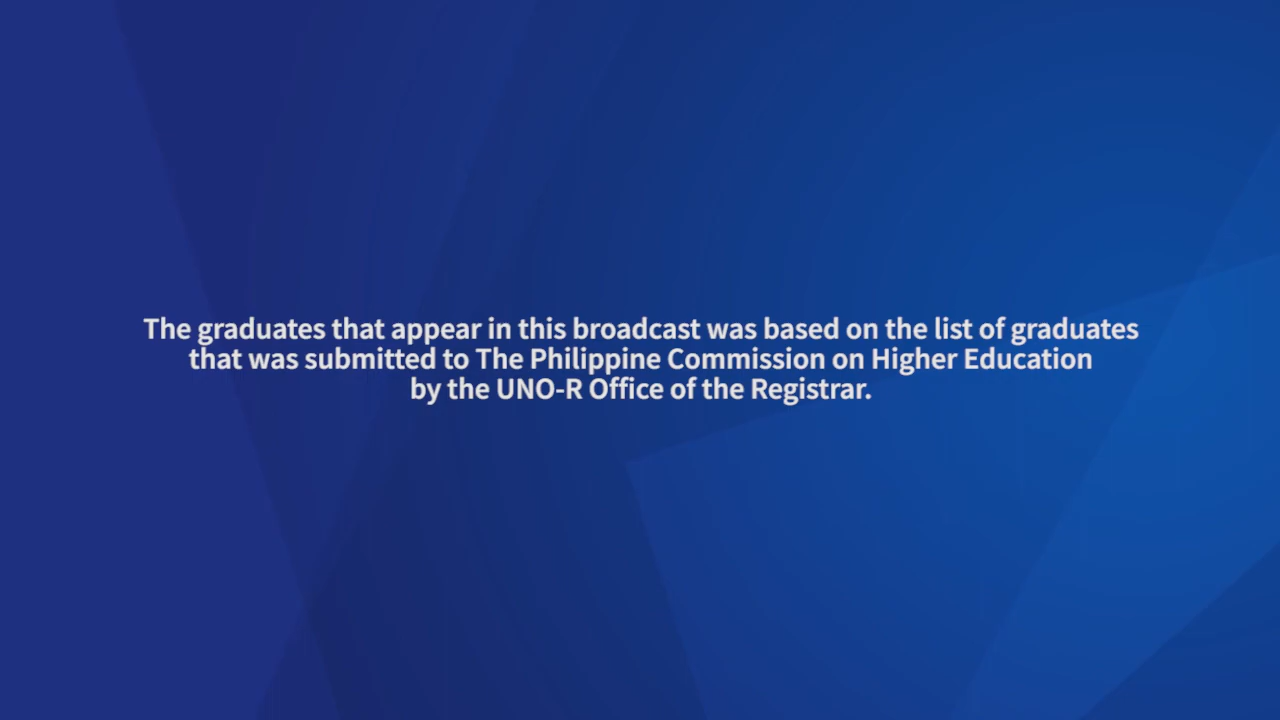 The graduates that appear in this broadcast was based on the list of graduates
that was submitted to The Philippine Commission on Higher Education
by the UNO-R Office of the Registrar.